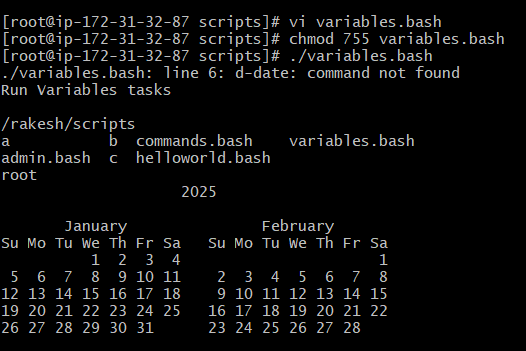 [root@ip-172-31-32-87 scripts]# vi variables.bash
[root@ip-172-31-32-87 scripts]# chmod 755 variables.bash
[root@ip-172-31-32-87 scripts]# ./variables.bash
./variables.bash: line 6: d-date: command not found
Run Variables tasks

/rakesh/scripts
a           b  commands.bash    variables.bash
admin.bash  c  helloworld.bash
root
                    2025

       January               February
Su Mo Tu We Th Fr Sa   Su Mo Tu We Th Fr Sa
          1  2  3  4                      1
 5  6  7  8  9 10 11    2  3  4  5  6  7  8
12 13 14 15 16 17 18    9 10 11 12 13 14 15
19 20 21 22 23 24 25   16 17 18 19 20 21 22
26 27 28 29 30 31      23 24 25 26 27 28